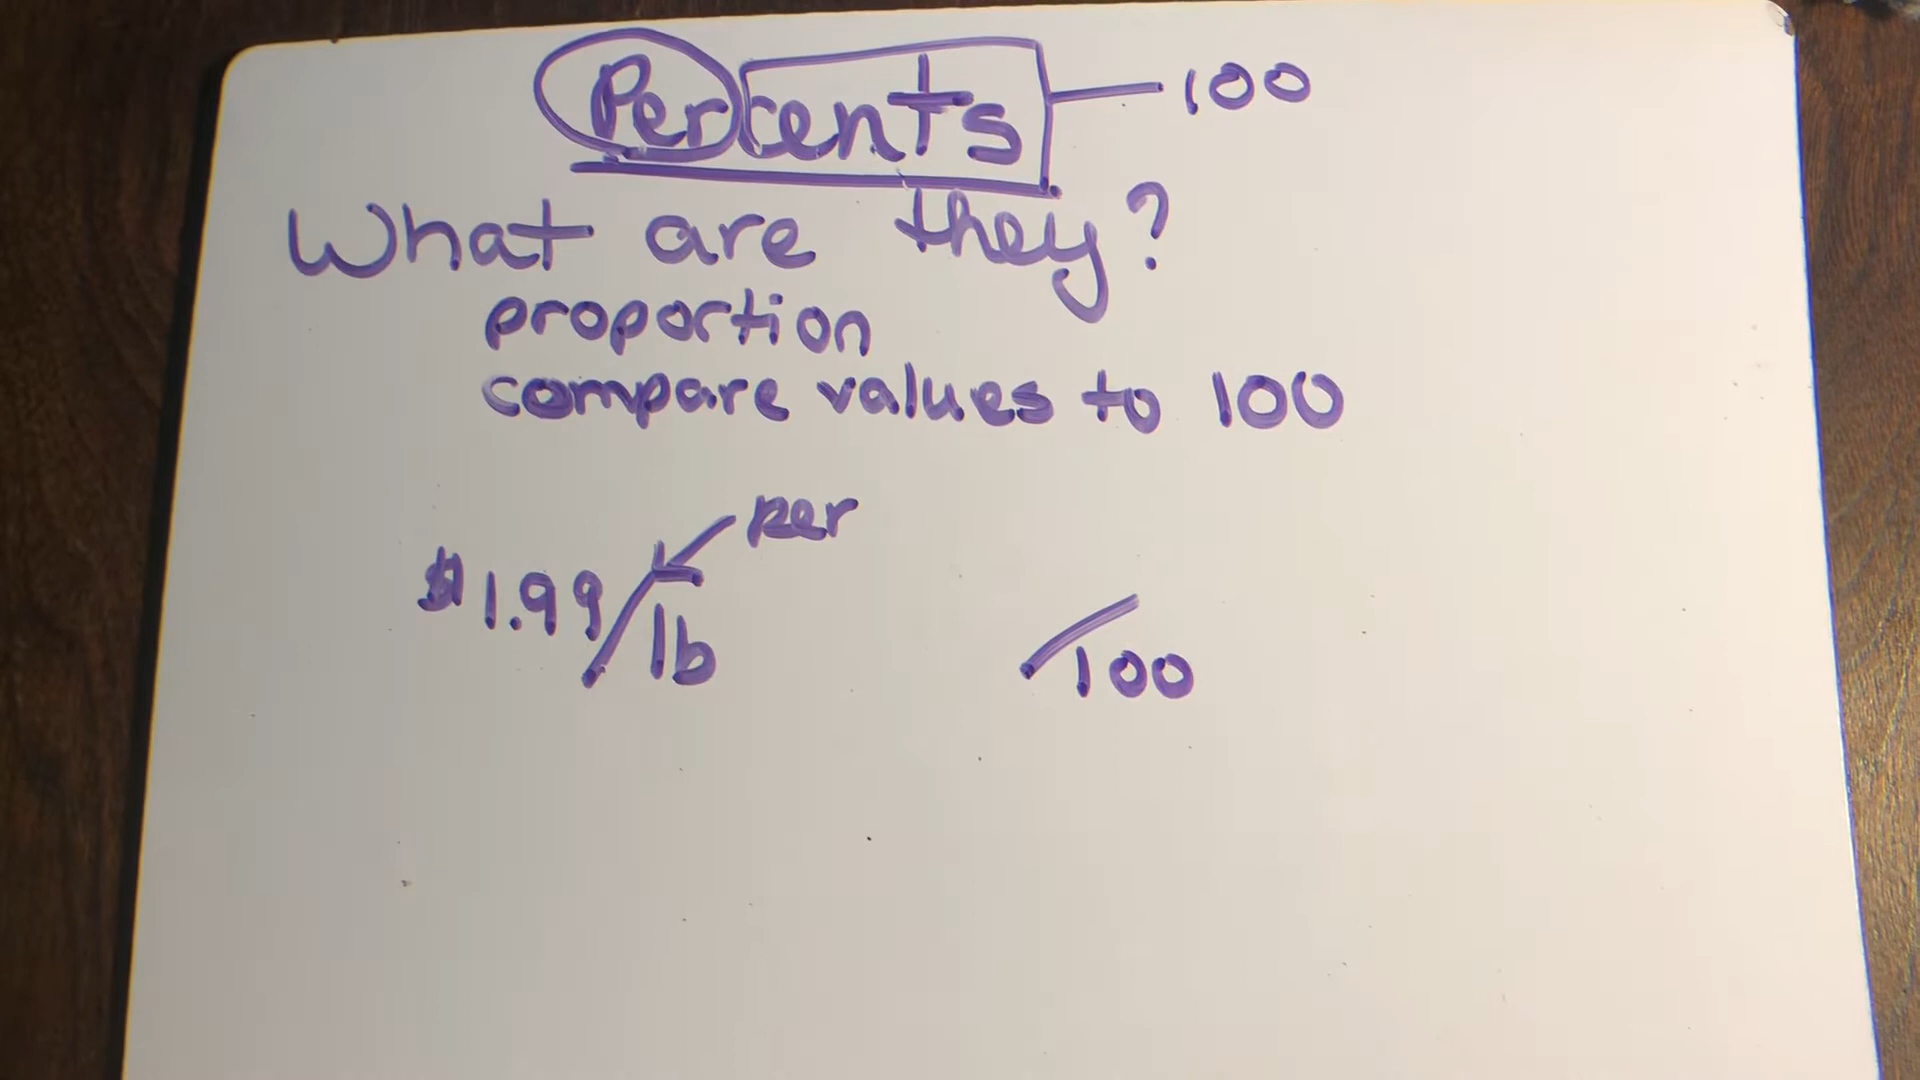 Percents — 100
What are they?
proportion
compare values to 100
per
$1.99/lb
/100